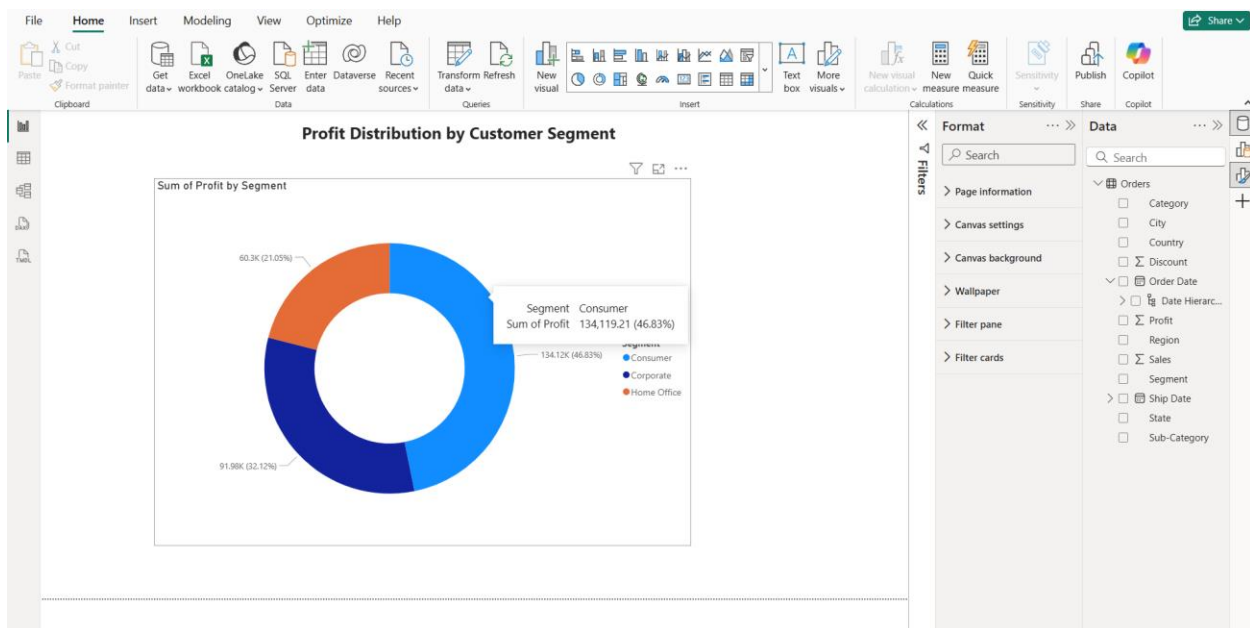 File Home Insert Modeling View Optimize Help
Share
Paste
Cut
Copy
Format painter
Clipboard
Get data
Excel workbook
OneLake catalog
SQL Server
Enter data
Dataverse
Recent sources
Data
Transform data
Refresh
Queries
New visual
Text box
More visuals
Insert
New visual calculation
New measure
Quick measure
Calculations
Sensitivity
Sensitivity
Publish
Share
Copilot
Copilot
Profit Distribution by Customer Segment
Sum of Profit by Segment
60.3K (21.05%)
Segment Consumer
Sum of Profit 134,119.21 (46.83%)
134.12K (46.83%)
Segment
Consumer
Corporate
Home Office
91.98K (32.12%)
Filters
Format
Search
Page information
Canvas settings
Canvas background
Wallpaper
Filter pane
Filter cards
Data
Search
Orders
Category
City
Country
Discount
Order Date
Date Hierarc...
Profit
Region
Sales
Segment
Ship Date
State
Sub-Category